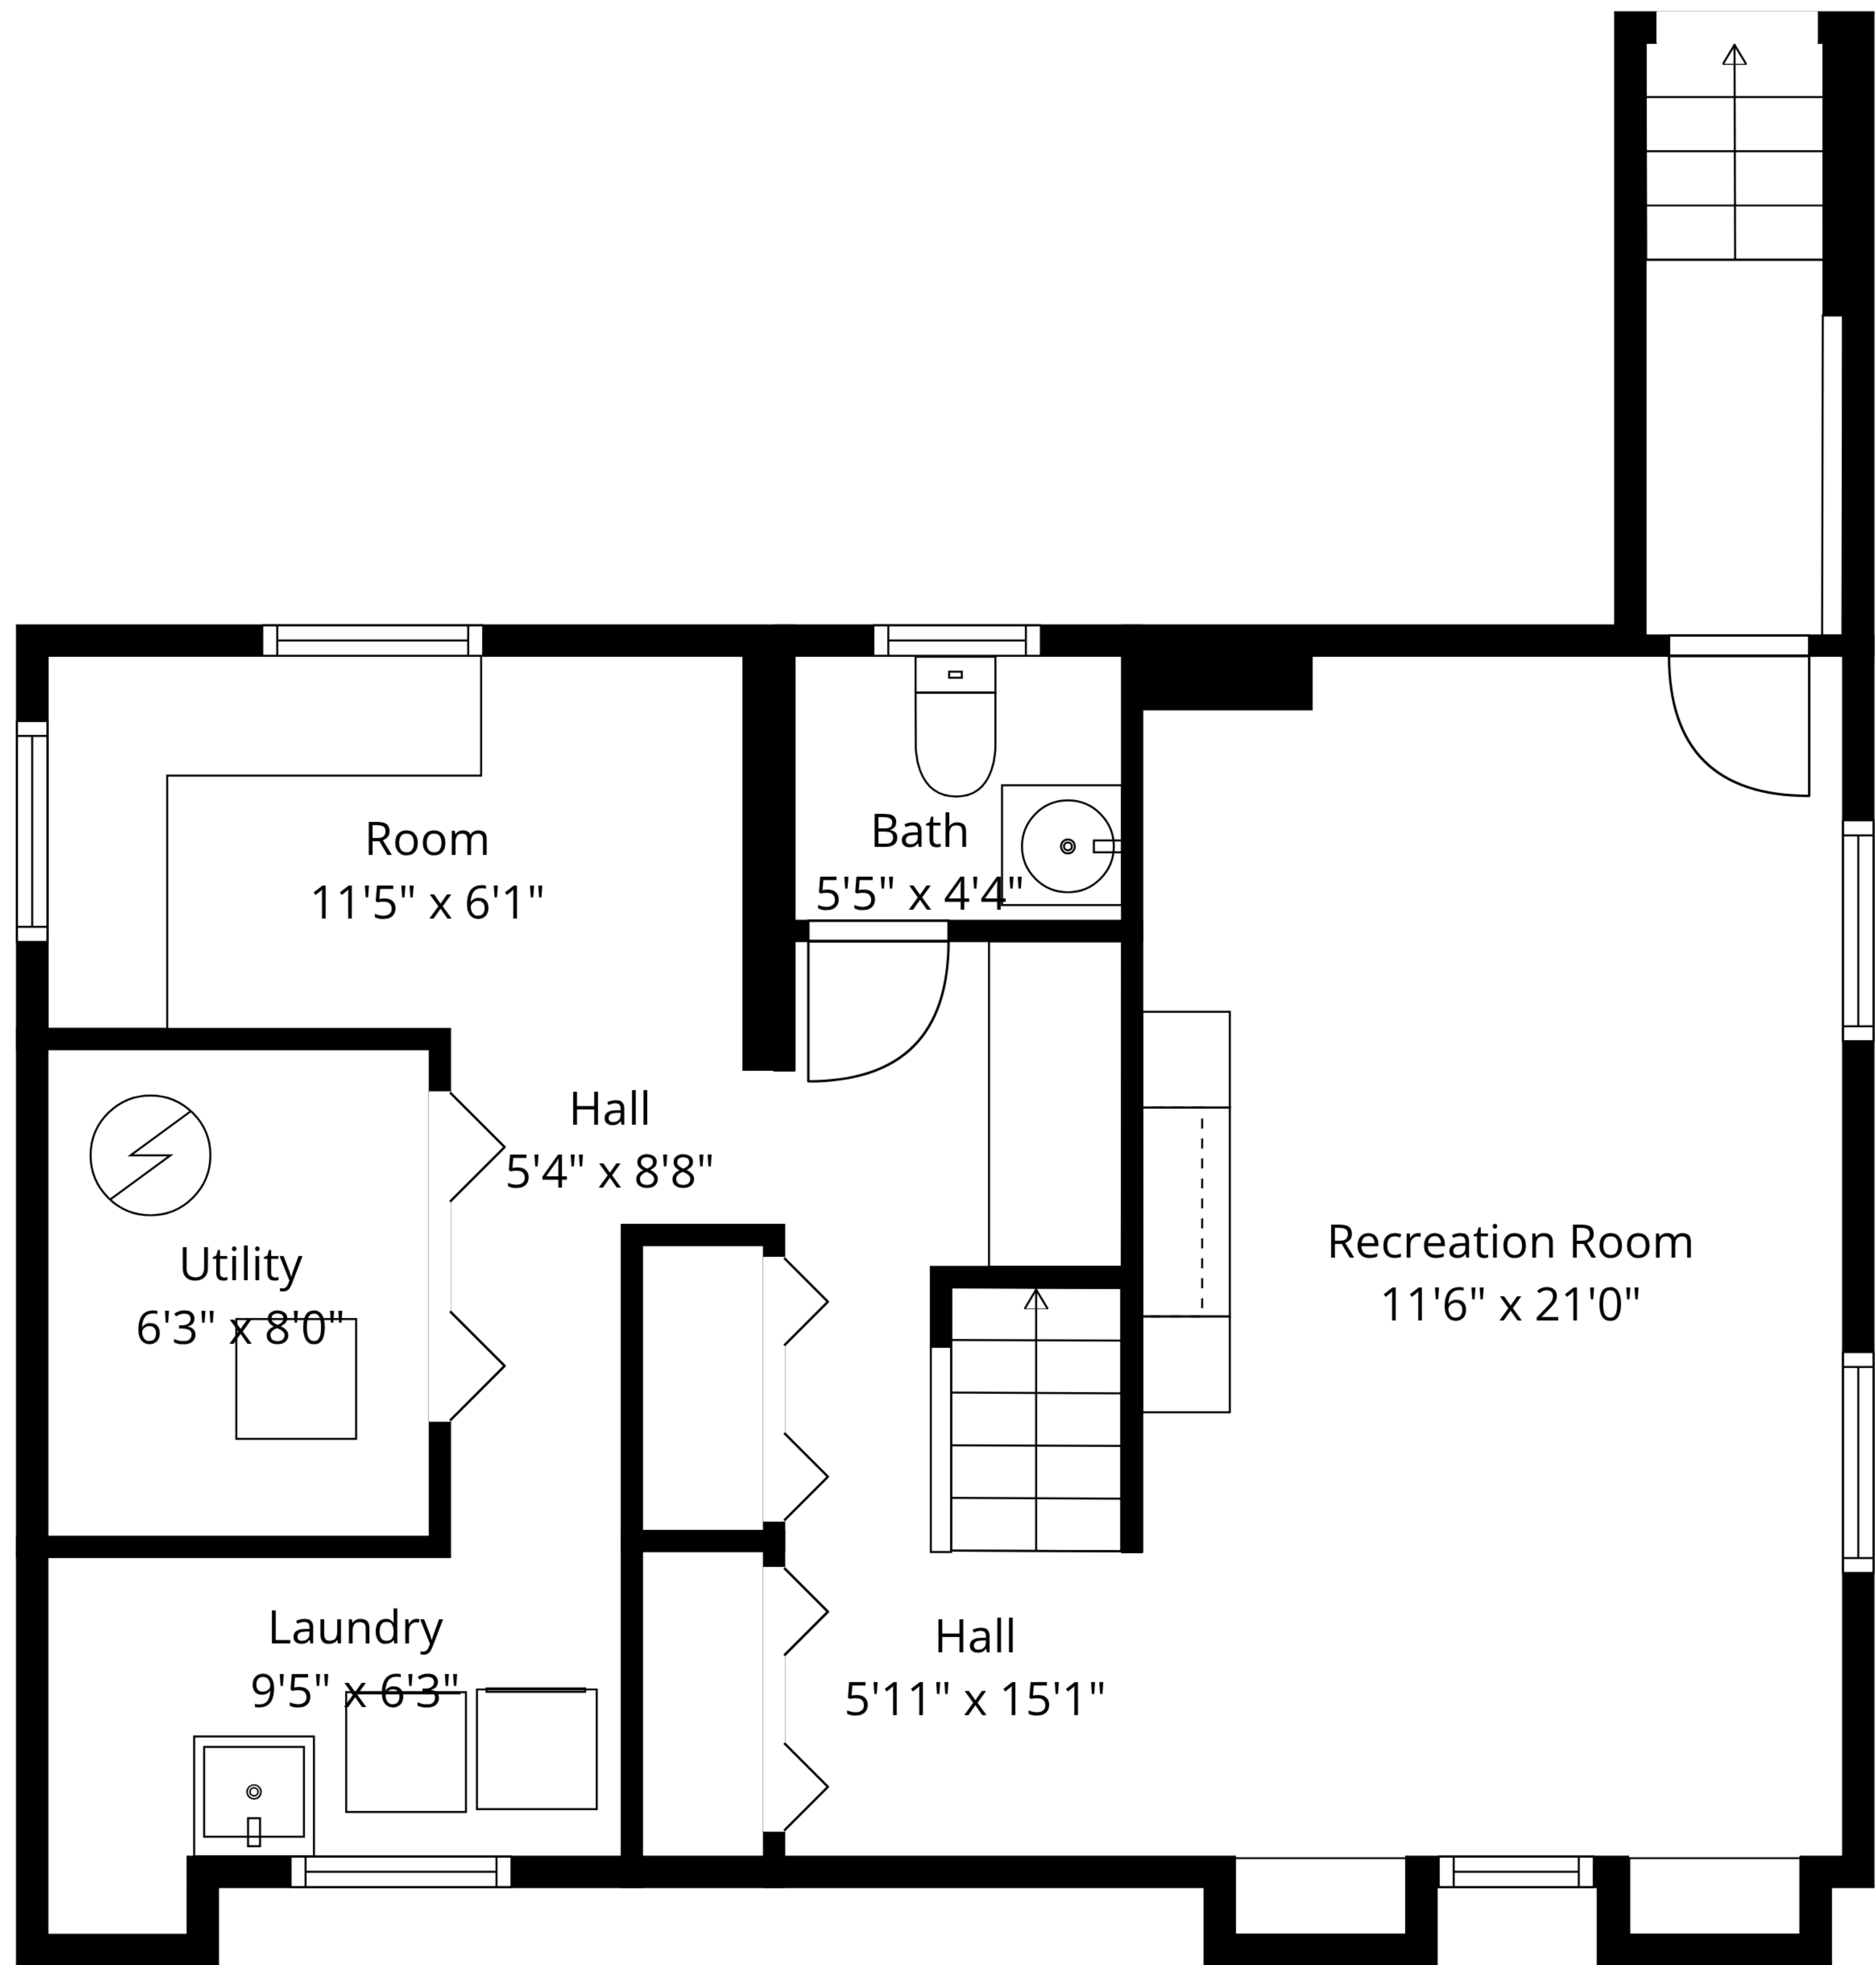 Room
11'5" x 6'1"
Bath
5'5" x 4'4"
Hall
5'4" x 8'8"
Utility
6'3" x 8'0"
Recreation Room
11'6" x 21'0"
Laundry
9'5" x 6'3"
Hall
5'11" x 15'1"